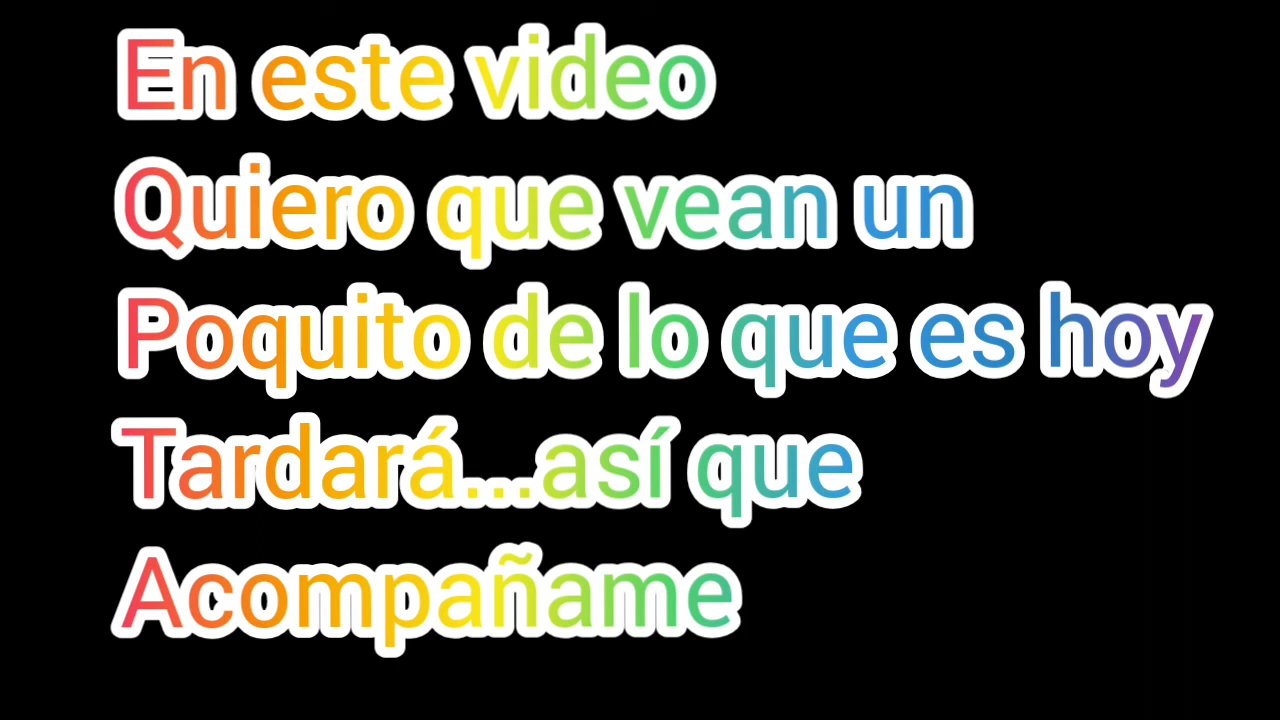 En este video
Quiero que vean un
Poquito de lo que es hoy
Tardará...así que
Acompañame